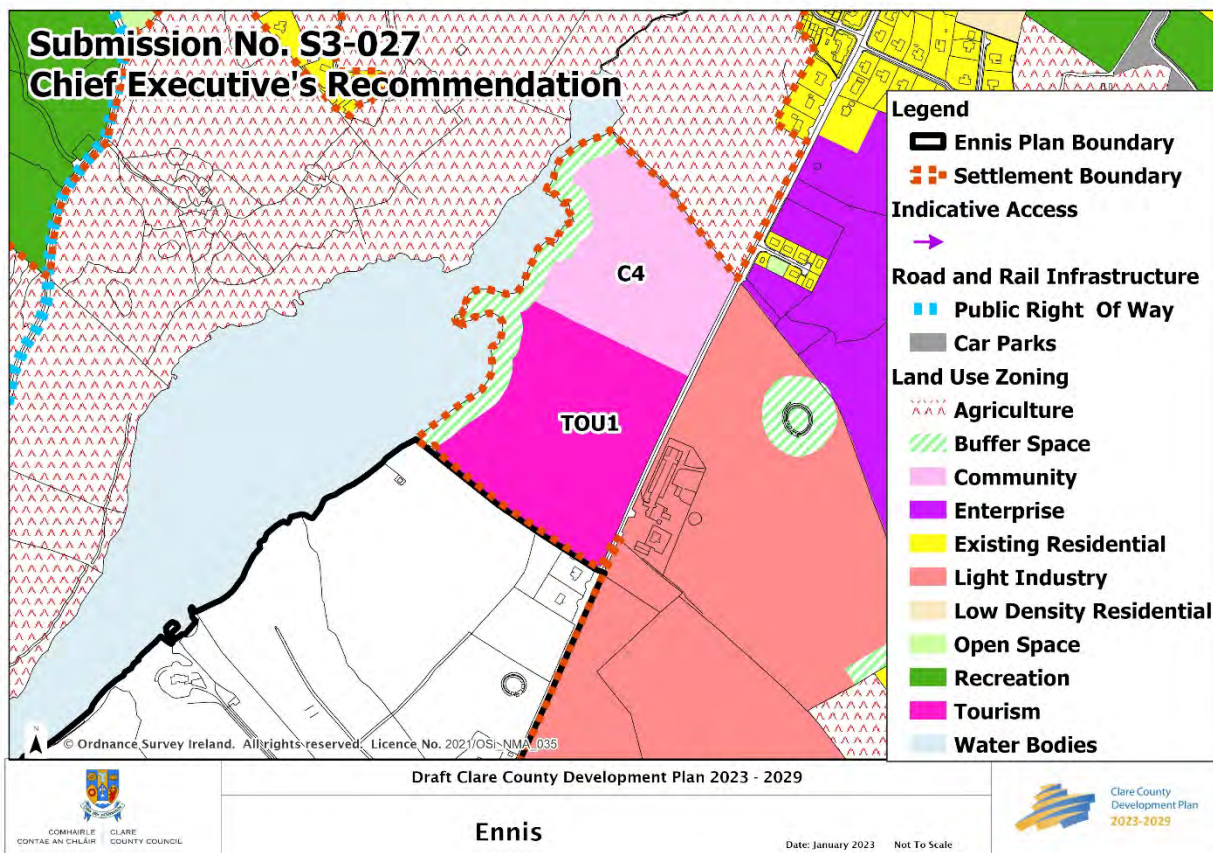 Submission No. S3-027
Chief Executive's Recommendation
C4
TOU1
Legend
Ennis Plan Boundary
Settlement Boundary
Indicative Access
Road and Rail Infrastructure
Public Right Of Way
Car Parks
Land Use Zoning
Agriculture
Buffer Space
Community
Enterprise
Existing Residential
Light Industry
Low Density Residential
Open Space
Recreation
Tourism
Water Bodies
N
© Ordnance Survey Ireland. All rights reserved. Licence No. 2021/OSi_NMA_035
COMHAIRLE CONTAE AN CHLÁIR
CLARE COUNTY COUNCIL
Draft Clare County Development Plan 2023 - 2029
Ennis
Date: January 2023 Not To Scale
Clare County
Development Plan
2023-2029